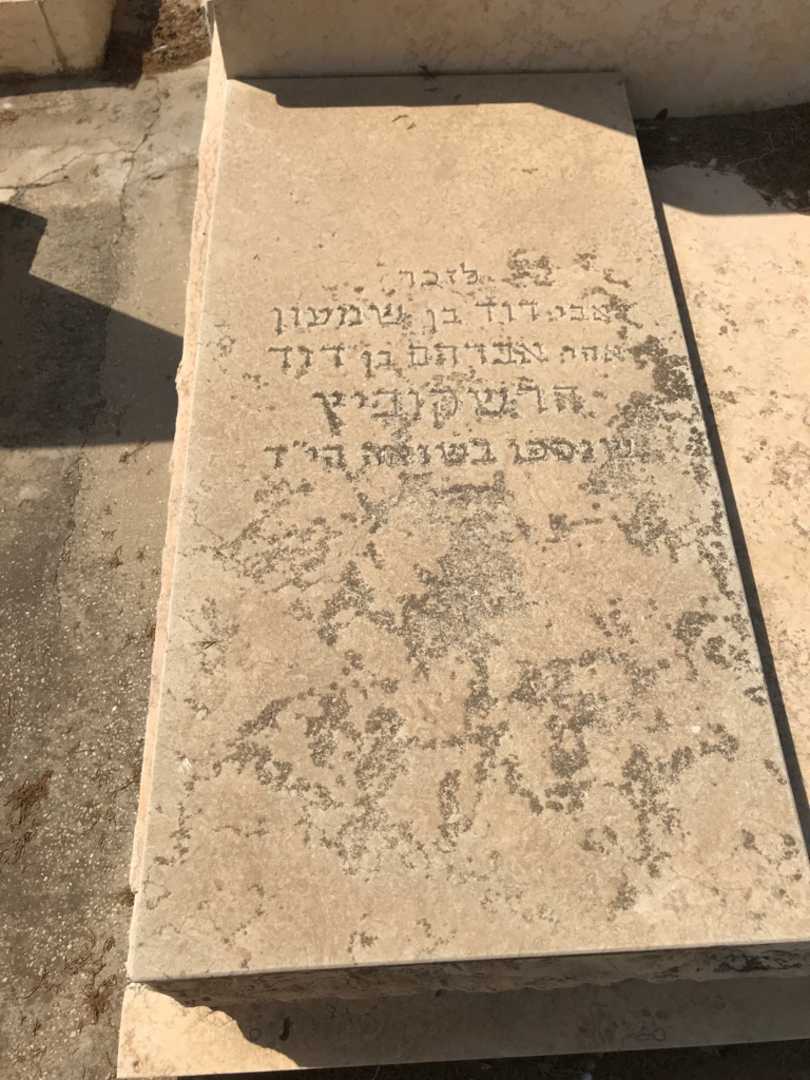 לזכר
אבי דוד בן שמעון
אחי אברהם בן דוד
הרשקוביץ
שנספו בשואה הי״ד